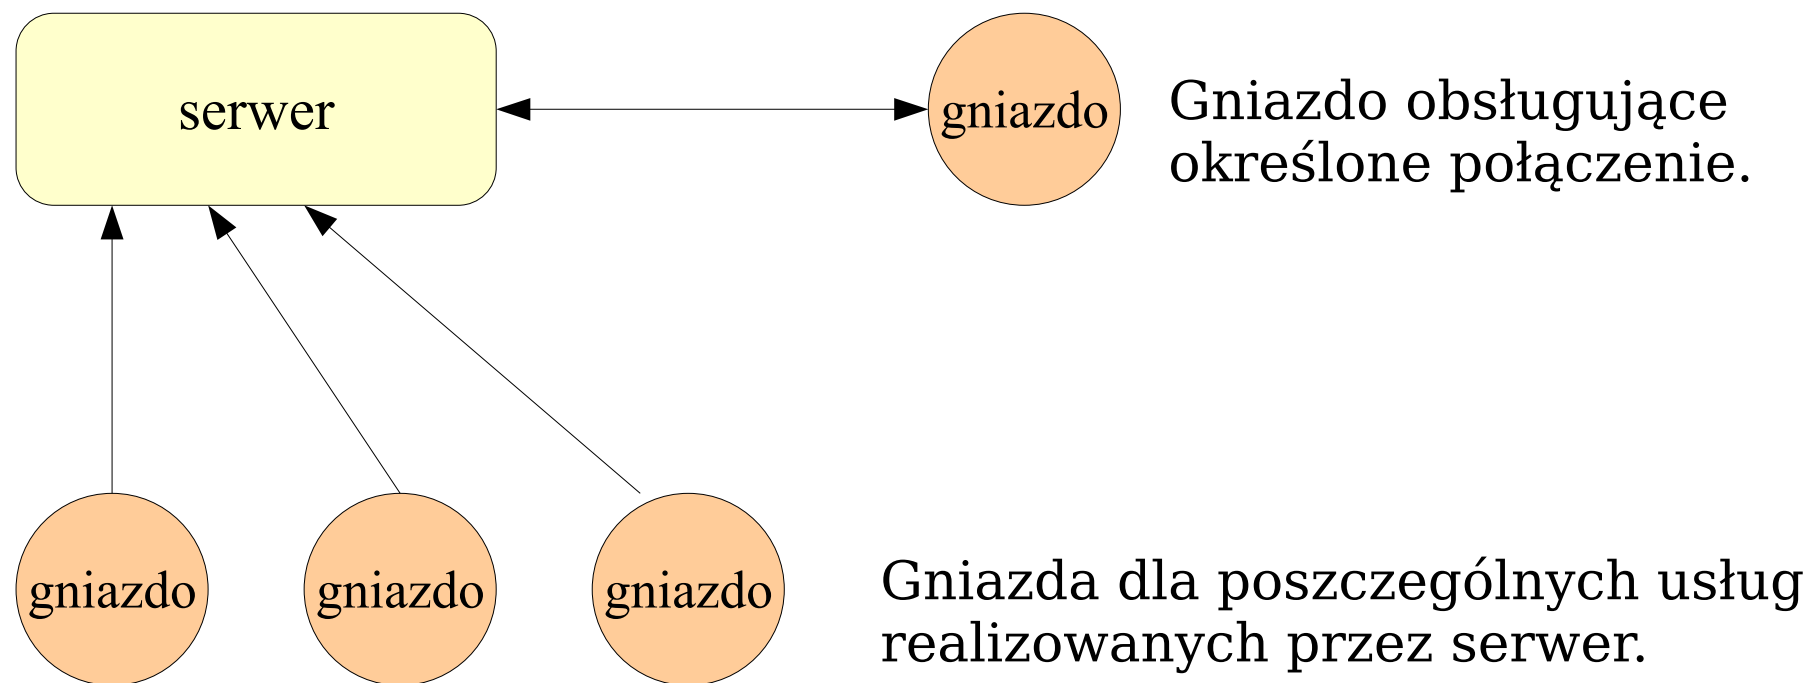 serwer
gniazdo
Gniazdo obsługujące
określone połączenie.
gniazdo
gniazdo
gniazdo
Gniazda dla poszczególnych usług
realizowanych przez serwer.